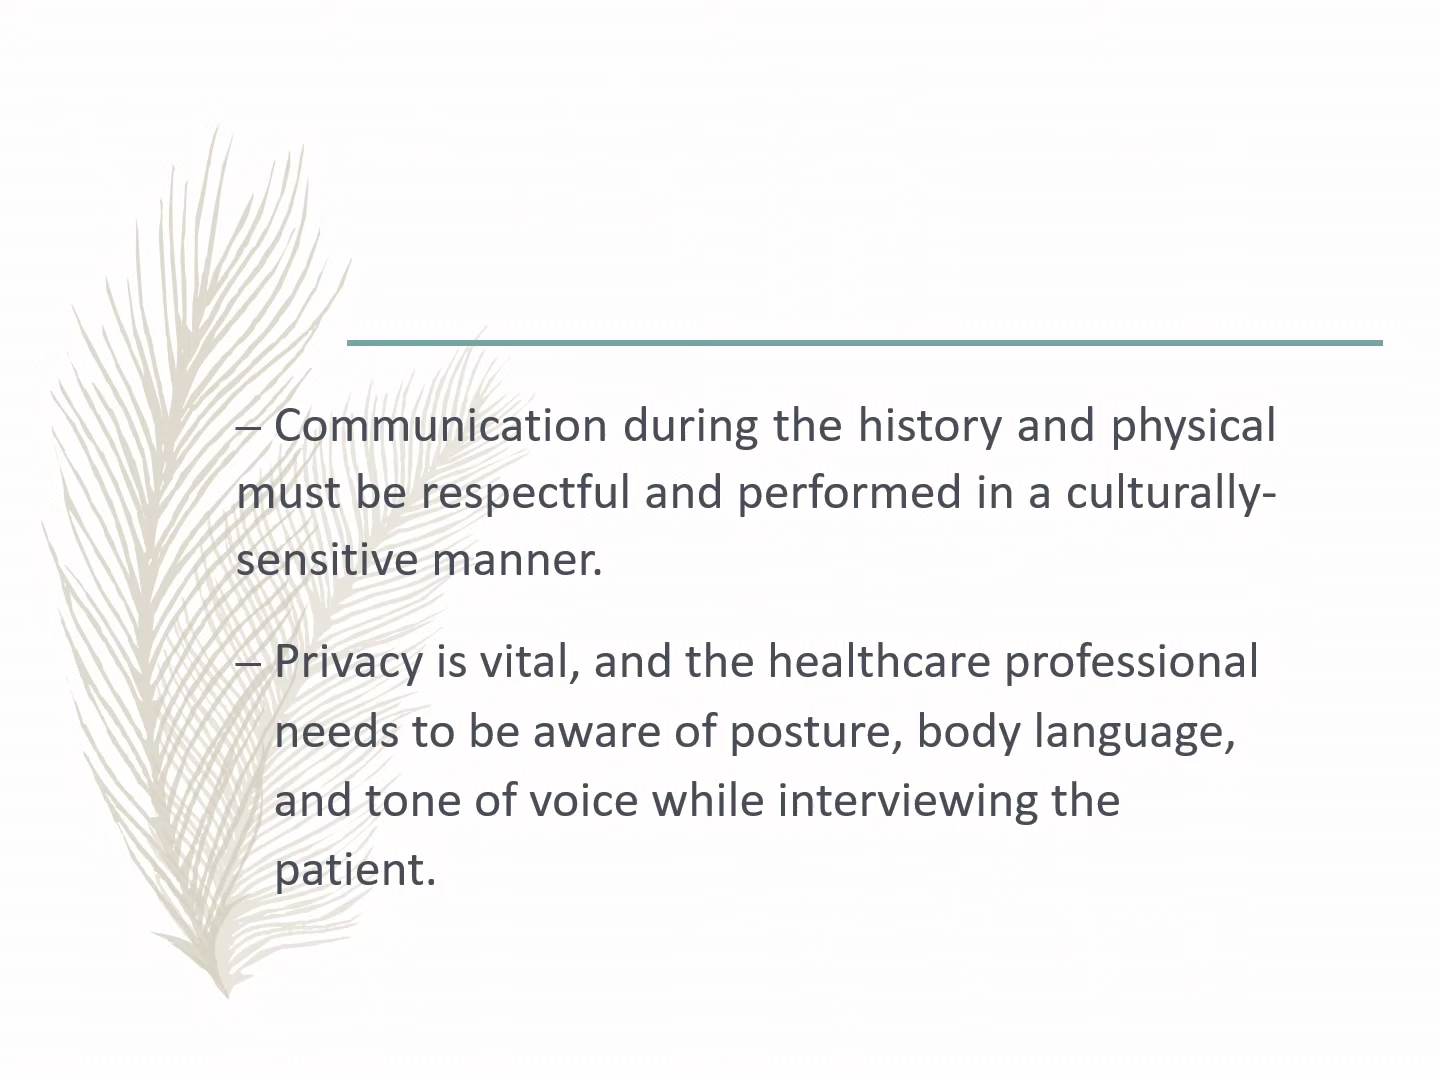 – Communication during the history and physical
must be respectful and performed in a culturally-
sensitive manner.
– Privacy is vital, and the healthcare professional
needs to be aware of posture, body language,
and tone of voice while interviewing the
patient.